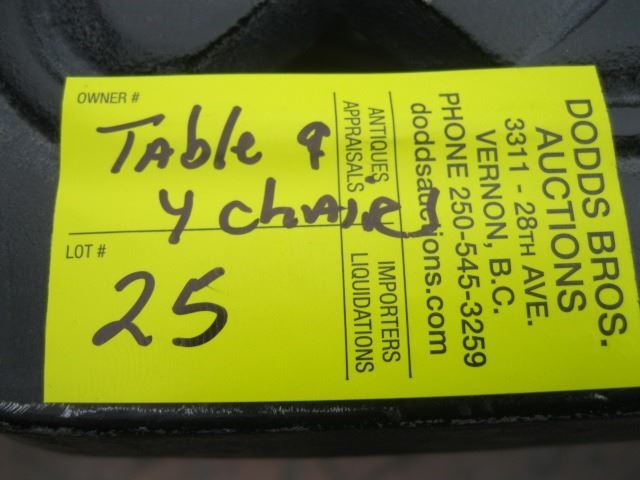 OWNER #
TAble &
4 chAirs
LOT #
25
ANTIQUES
APPRAISALS
IMPORTERS
LIQUIDATIONS
DODDS BROS.
AUCTIONS
3311 - 28TH AVE.
VERNON, B.C.
PHONE 250-545-3259
doddsauctions.com